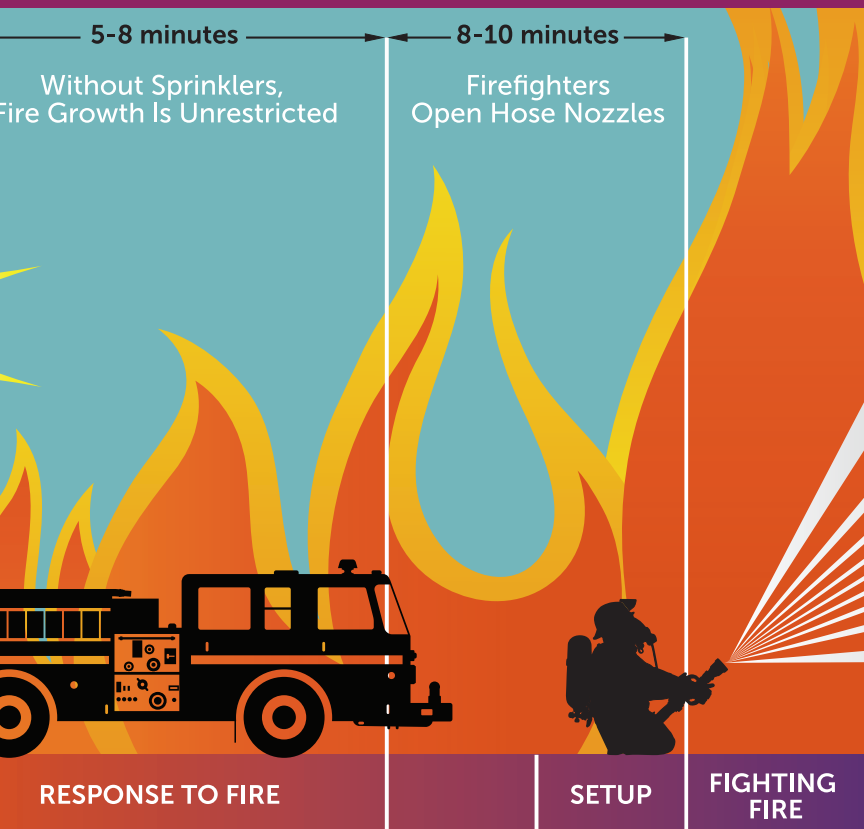 5-8 minutes
Without Sprinklers,
Fire Growth Is Unrestricted
8-10 minutes
Firefighters
Open Hose Nozzles
RESPONSE TO FIRE
SETUP
FIGHTING
FIRE